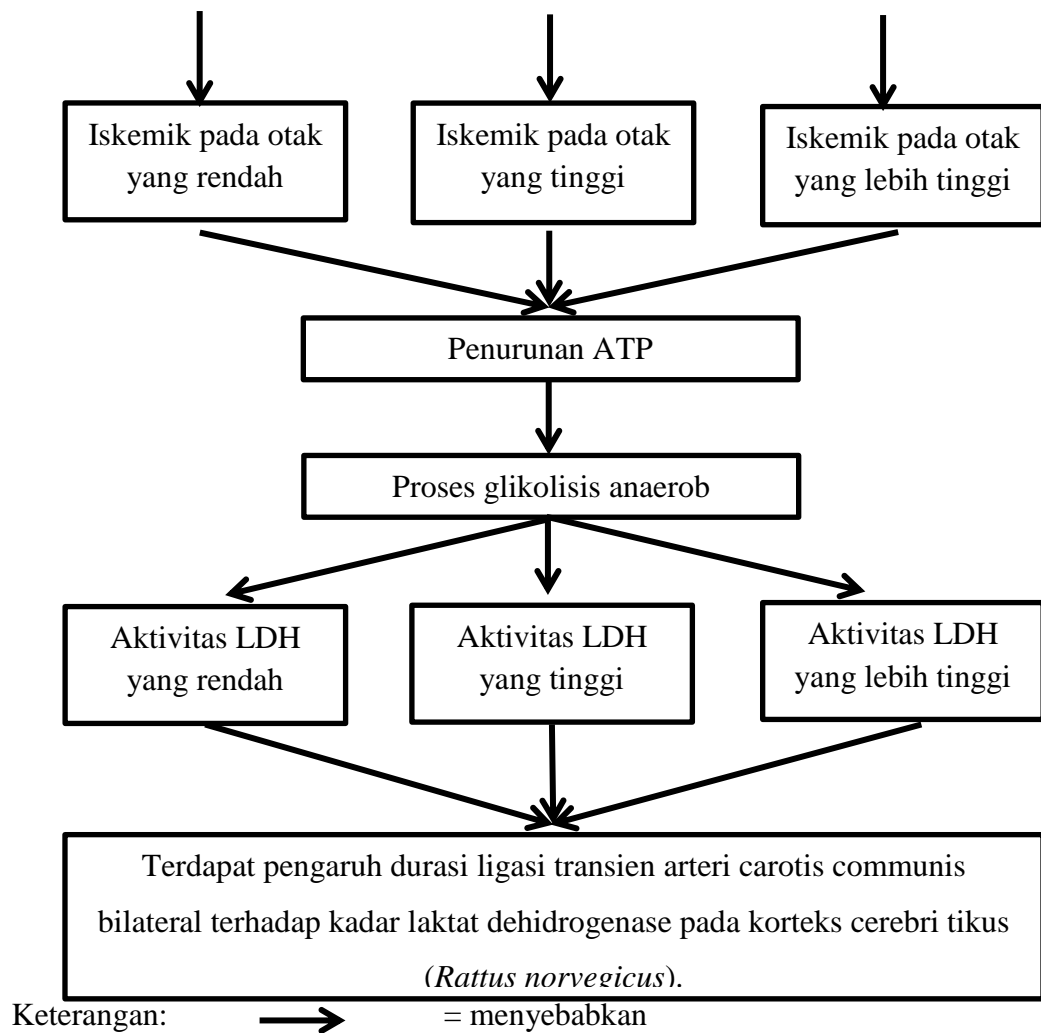 Iskemik pada otak
yang rendah
Iskemik pada otak
yang tinggi
Iskemik pada otak
yang lebih tinggi
Penurunan ATP
Proses glikolisis anaerob
Aktivitas LDH
yang rendah
Aktivitas LDH
yang tinggi
Aktivitas LDH
yang lebih tinggi
Terdapat pengaruh durasi ligasi transien arteri carotis communis
bilateral terhadap kadar laktat dehidrogenase pada korteks cerebri tikus
(Rattus norvegicus).
Keterangan: = menyebabkan